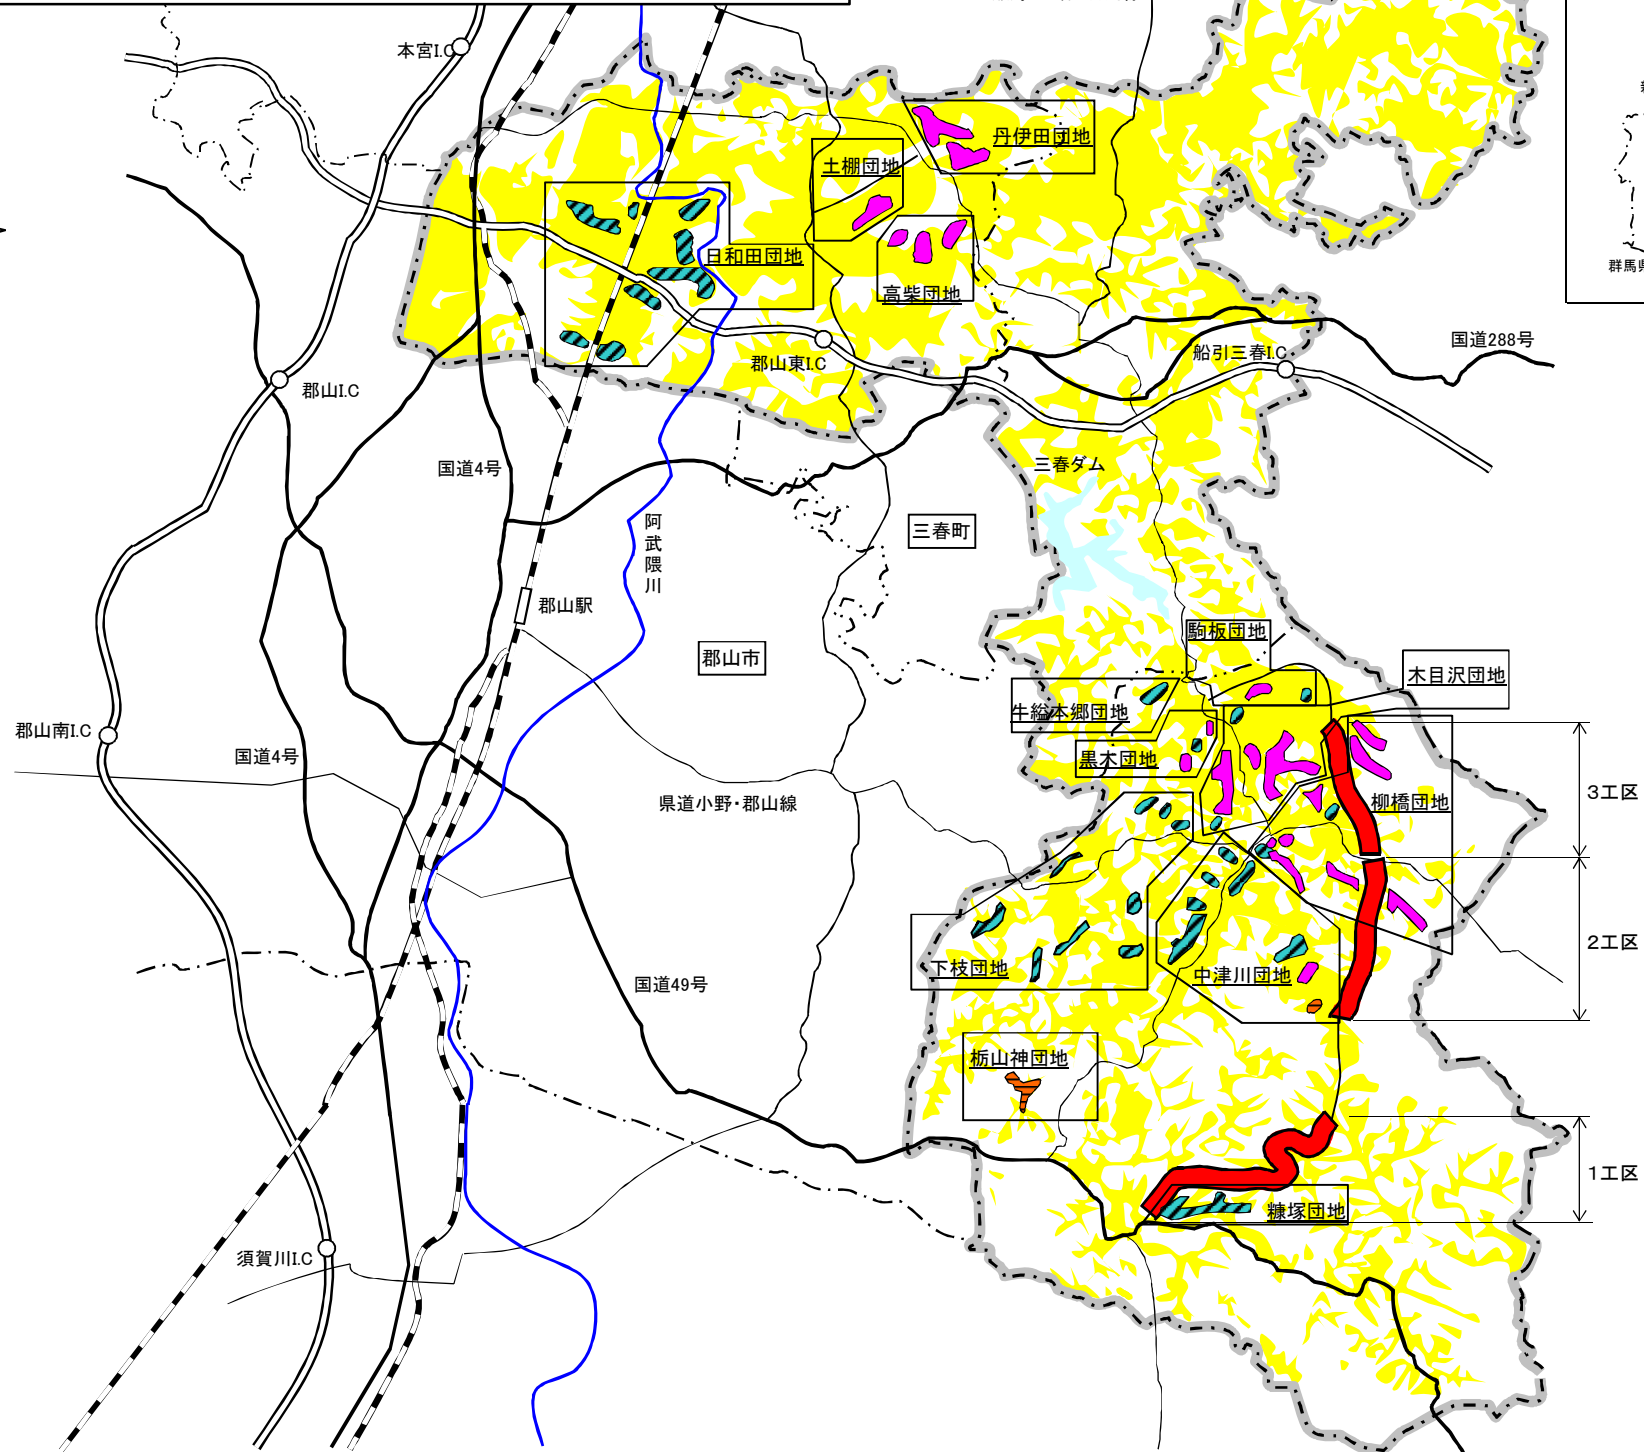 本宮I.C
丹伊田団地
土棚団地
日和田団地
高柴団地
群馬県
国道288号
船引三春I.C
郡山東I.C
郡山I.C
国道4号
三春ダム
阿武隈川
三春町
郡山駅
駒板団地
郡山市
木目沢団地
牛縊本郷団地
郡山南I.C
国道4号
黒木団地
3工区
県道小野・郡山線
柳橋団地
2工区
下枝団地
中津川団地
国道49号
栃山神団地
1工区
糠塚団地
須賀川I.C